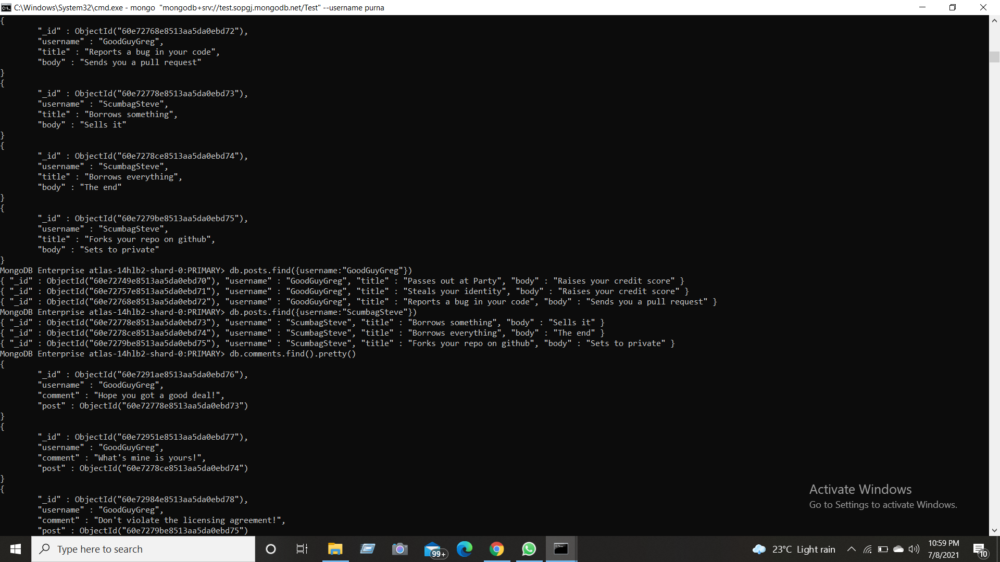 C:\Windows\System32\cmd.exe - mongo "mongodb+srv://test.sopgj.mongodb.net/Test" --username purna
{
"_id" : ObjectId("60e72768e8513aa5da0ebd72"),
"username" : "GoodGuyGreg",
"title" : "Reports a bug in your code",
"body" : "Sends you a pull request"
}
{
"_id" : ObjectId("60e72778e8513aa5da0ebd73"),
"username" : "ScumbagSteve",
"title" : "Borrows something",
"body" : "Sells it"
}
{
"_id" : ObjectId("60e7278ce8513aa5da0ebd74"),
"username" : "ScumbagSteve",
"title" : "Borrows everything",
"body" : "The end"
}
{
"_id" : ObjectId("60e7279be8513aa5da0ebd75"),
"username" : "ScumbagSteve",
"title" : "Forks your repo on github",
"body" : "Sets to private"
}
MongoDB Enterprise atlas-14hlb2-shard-0:PRIMARY> db.posts.find({username:"GoodGuyGreg"})
{ "_id" : ObjectId("60e72749e8513aa5da0ebd70"), "username" : "GoodGuyGreg", "title" : "Passes out at Party", "body" : "Raises your credit score" }
{ "_id" : ObjectId("60e72757e8513aa5da0ebd71"), "username" : "GoodGuyGreg", "title" : "Steals your identity", "body" : "Raises your credit score" }
{ "_id" : ObjectId("60e72768e8513aa5da0ebd72"), "username" : "GoodGuyGreg", "title" : "Reports a bug in your code", "body" : "Sends you a pull request" }
MongoDB Enterprise atlas-14hlb2-shard-0:PRIMARY> db.posts.find({username:"ScumbagSteve"})
{ "_id" : ObjectId("60e72778e8513aa5da0ebd73"), "username" : "ScumbagSteve", "title" : "Borrows something", "body" : "Sells it" }
{ "_id" : ObjectId("60e7278ce8513aa5da0ebd74"), "username" : "ScumbagSteve", "title" : "Borrows everything", "body" : "The end" }
{ "_id" : ObjectId("60e7279be8513aa5da0ebd75"), "username" : "ScumbagSteve", "title" : "Forks your repo on github", "body" : "Sets to private" }
MongoDB Enterprise atlas-14hlb2-shard-0:PRIMARY> db.comments.find().pretty()
{
"_id" : ObjectId("60e7291ae8513aa5da0ebd76"),
"username" : "GoodGuyGreg",
"comment" : "Hope you got a good deal!",
"post" : ObjectId("60e72778e8513aa5da0ebd73")
}
{
"_id" : ObjectId("60e72951e8513aa5da0ebd77"),
"username" : "GoodGuyGreg",
"comment" : "What's mine is yours!",
"post" : ObjectId("60e7278ce8513aa5da0ebd74")
}
{
"_id" : ObjectId("60e72984e8513aa5da0ebd78"),
"username" : "GoodGuyGreg",
"comment" : "Don't violate the licensing agreement!",
"post" : ObjectId("60e7279be8513aa5da0ebd75")
Activate Windows
Go to Settings to activate Windows.
Type here to search
99+
23°C Light rain
10:59 PM
7/8/2021
10